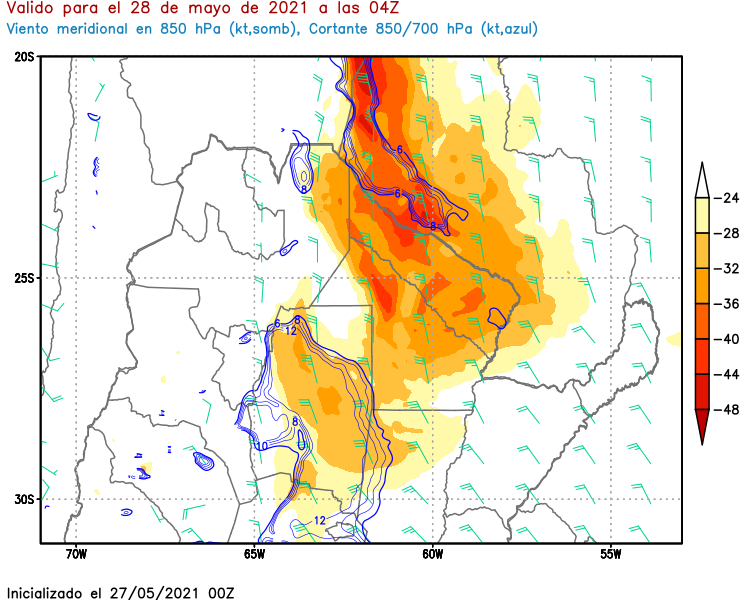 Valido para el 28 de mayo de 2021 a las 04Z
Viento meridional en 850 hPa (kt,somb), Cortante 850/700 hPa (kt,azul)
20S
25S
30S
70W
65W
60W
55W
-24
-28
-32
-36
-40
-44
-48
6
6
8
8
6
8
12
8
10
12
Inicializado el 27/05/2021 00Z